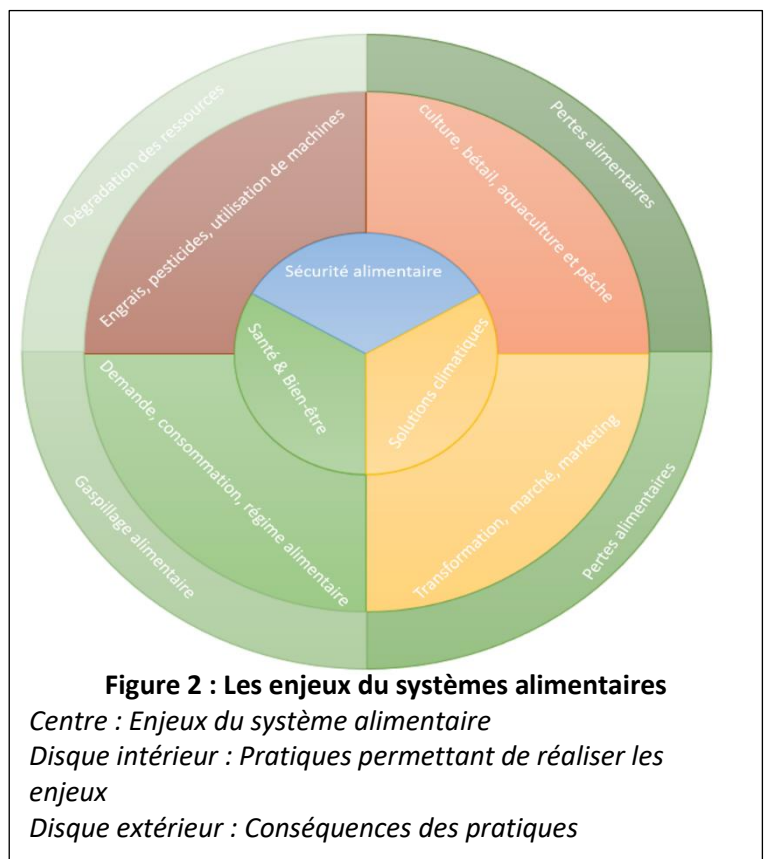 Dégradation des ressources
Pertes alimentaires
Engrais, pesticides, utilisation de machines
culture, bétail, aquaculture et pêche
Sécurité alimentaire
Santé & Bien-être
Solutions climatiques
Demande, consommation, régime alimentaire
Transformation, marché, marketing
Gaspillage alimentaire
Pertes alimentaires
Figure 2 : Les enjeux du systèmes alimentaires
Centre : Enjeux du système alimentaire
Disque intérieur : Pratiques permettant de réaliser les
enjeux
Disque extérieur : Conséquences des pratiques